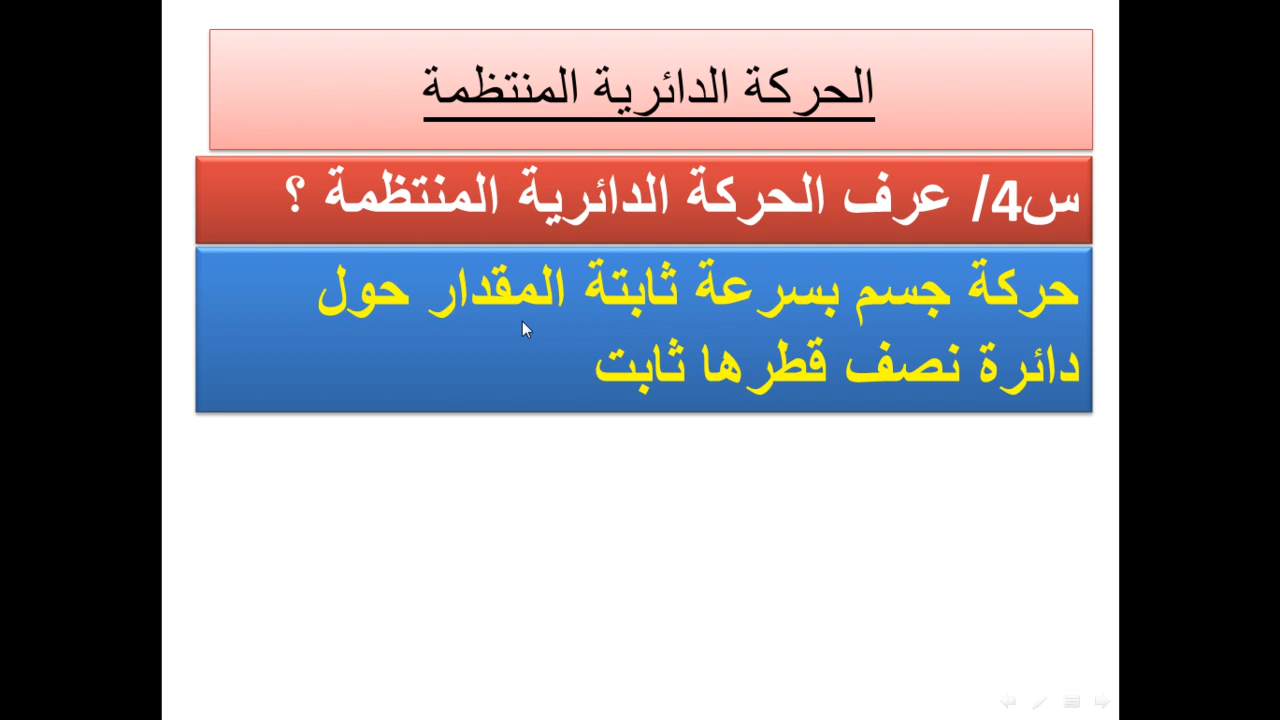 الحركة الدائرية المنتظمة
س4/ عرف الحركة الدائرية المنتظمة ؟
حركة جسم بسرعة ثابتة المقدار حول
دائرة نصف قطرها ثابت